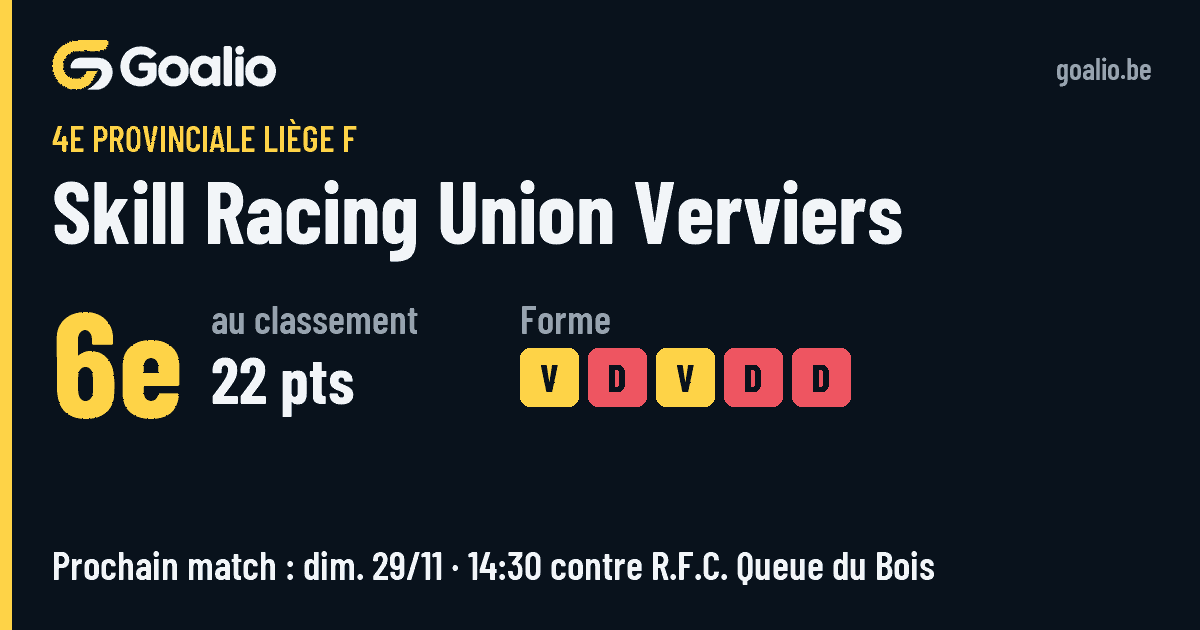 Goalio
goalio.be
4E PROVINCIALE LIÈGE F
Skill Racing Union Verviers
6e
au classement
22 pts
Forme
V D V D D
Prochain match : dim. 29/11 · 14:30 contre R.F.C. Queue du Bois